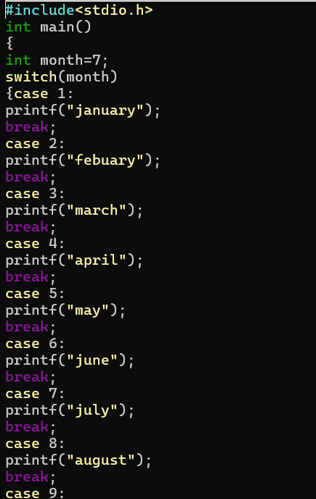 #include<stdio.h>
int main()
{
int month=7;
switch(month)
{case 1:
printf("january");
break;
case 2:
printf("febuary");
break;
case 3:
printf("march");
break;
case 4:
printf("april");
break;
case 5:
printf("may");
break;
case 6:
printf("june");
break;
case 7:
printf("july");
break;
case 8:
printf("august");
break;
case 9: